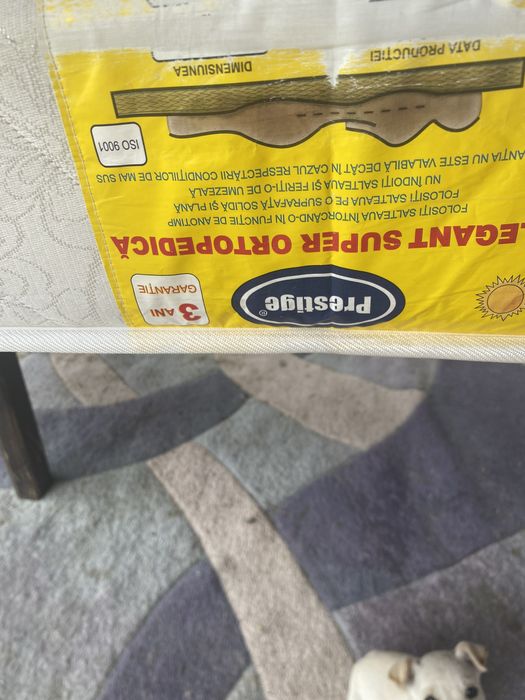 Prestige®
3 ANI
GARANȚIE
LEGANT SUPER ORTOPEDICĂ
FOLOSIȚI SALTEAUA INTORCÂND-O IN FUNCȚIE DE ANOTIMP
FOLOSIȚI SALTEAUA PE O SUPRAFAȚĂ SOLIDĂ ȘI PLANĂ
NU ÎNDOIȚI SALTEAUA ȘI FERIȚI-O DE UMEZEALĂ
ANȚIA NU ESTE VALABILĂ DECÂT ÎN CAZUL RESPECTĂRII CONDIȚIILOR DE MAI SUS
ISO 9001
DATA PRODUCȚIEI
DIMENSIUNEA